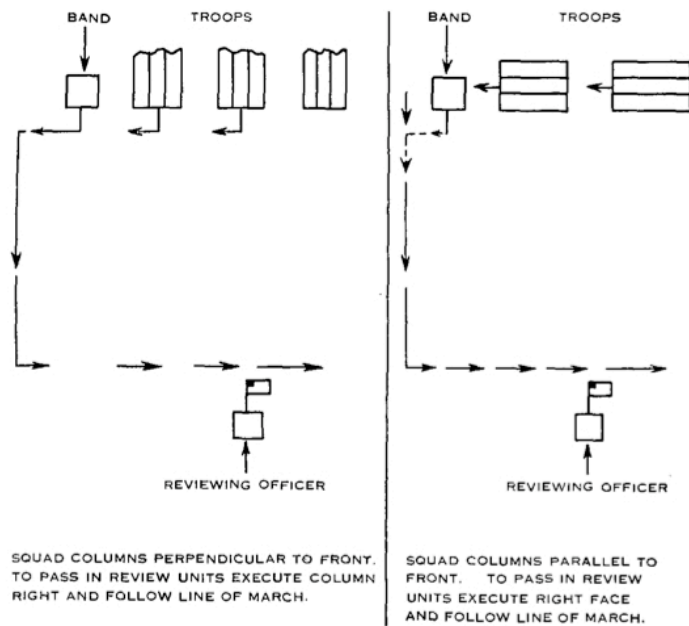 BAND TROOPS
REVIEWING OFFICER
SQUAD COLUMNS PERPENDICULAR TO FRONT.
TO PASS IN REVIEW UNITS EXECUTE COLUMN
RIGHT AND FOLLOW LINE OF MARCH.
BAND TROOPS
REVIEWING OFFICER
SQUAD COLUMNS PARALLEL TO
FRONT. TO PASS IN REVIEW
UNITS EXECUTE RIGHT FACE
AND FOLLOW LINE OF MARCH.